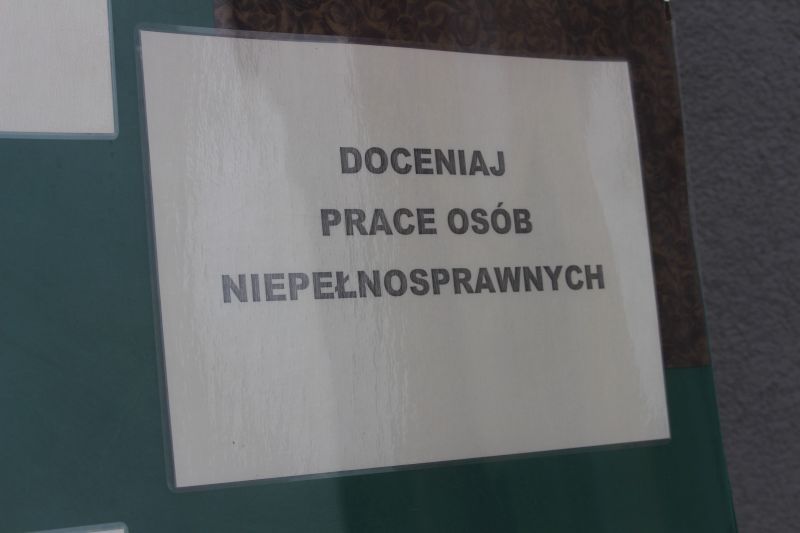 DOCENIAJ
PRACE OSÓB
NIEPEŁNOSPRAWNYCH